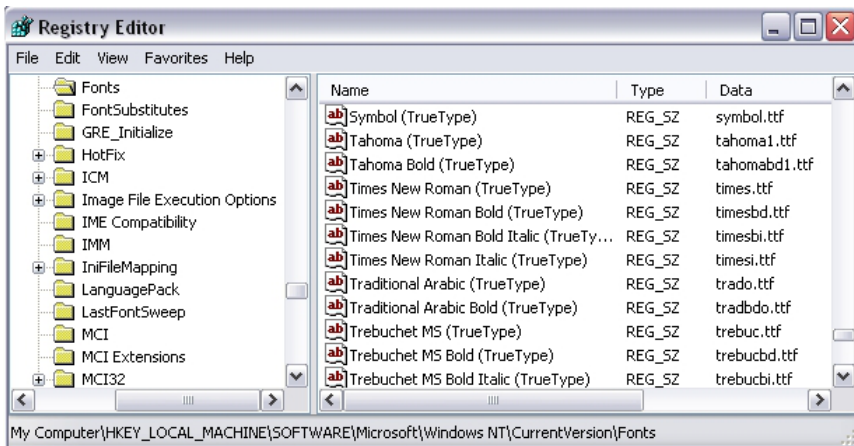 Registry Editor
File Edit View Favorites Help
Fonts
FontSubstitutes
GRE_Initialize
HotFix
ICM
Image File Execution Options
IME Compatibility
IMM
IniFileMapping
LanguagePack
LastFontSweep
MCI
MCI Extensions
MCI32
Name Type Data
Symbol (TrueType) REG_SZ symbol.ttf
Tahoma (TrueType) REG_SZ tahoma1.ttf
Tahoma Bold (TrueType) REG_SZ tahomabd1.ttf
Times New Roman (TrueType) REG_SZ times.ttf
Times New Roman Bold (TrueType) REG_SZ timesbd.ttf
Times New Roman Bold Italic (TrueTy... REG_SZ timesbi.ttf
Times New Roman Italic (TrueType) REG_SZ timesi.ttf
Traditional Arabic (TrueType) REG_SZ trado.ttf
Traditional Arabic Bold (TrueType) REG_SZ tradbdo.ttf
Trebuchet MS (TrueType) REG_SZ trebuc.ttf
Trebuchet MS Bold (TrueType) REG_SZ trebucbd.ttf
Trebuchet MS Bold Italic (TrueType) REG_SZ trebucbi.ttf
My Computer\HKEY_LOCAL_MACHINE\SOFTWARE\Microsoft\Windows NT\CurrentVersion\Fonts